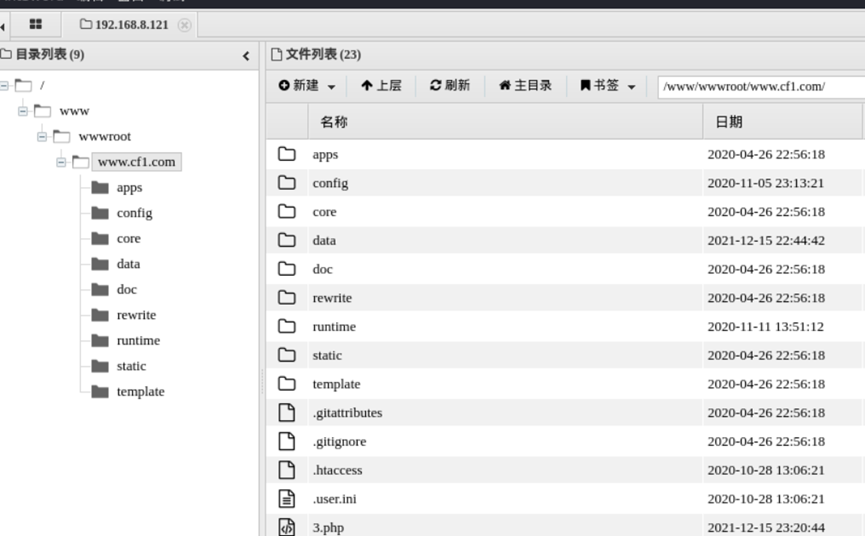 192.168.8.121
目录列表 (9)
/
www
wwwroot
www.cf1.com
apps
config
core
data
doc
rewrite
runtime
static
template
文件列表 (23)
新建 上层 刷新 主目录 书签 /www/wwwroot/www.cf1.com/
名称 日期
apps 2020-04-26 22:56:18
config 2020-11-05 23:13:21
core 2020-04-26 22:56:18
data 2021-12-15 22:44:42
doc 2020-04-26 22:56:18
rewrite 2020-04-26 22:56:18
runtime 2020-11-11 13:51:12
static 2020-04-26 22:56:18
template 2020-04-26 22:56:18
.gitattributes 2020-04-26 22:56:18
.gitignore 2020-04-26 22:56:18
.htaccess 2020-10-28 13:06:21
.user.ini 2020-10-28 13:06:21
3.php 2021-12-15 23:20:44